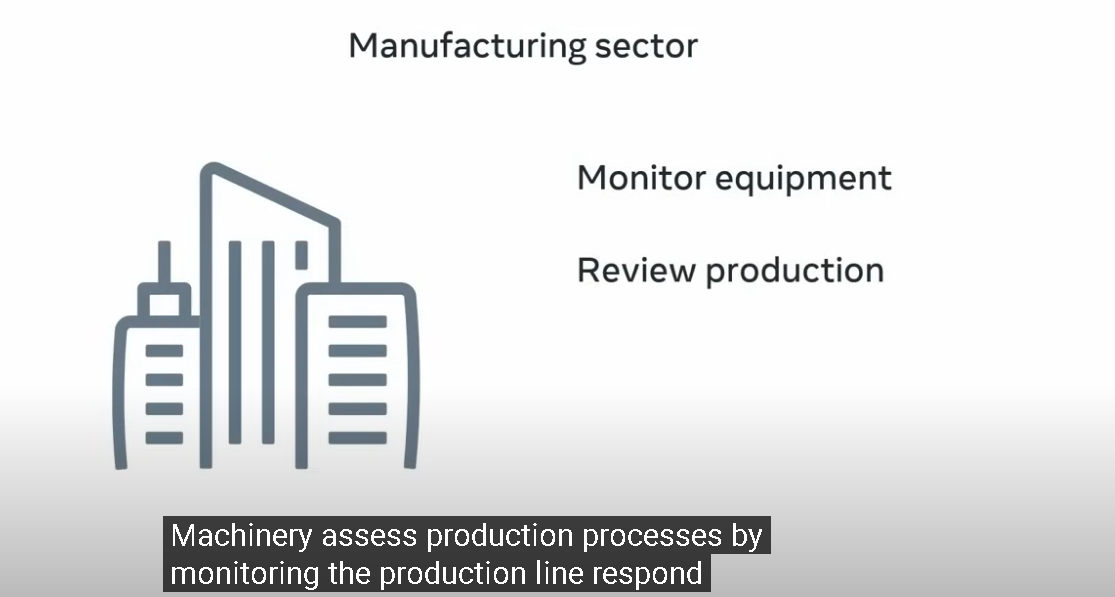 Manufacturing sector
Monitor equipment
Review production
Machinery assess production processes by
monitoring the production line respond